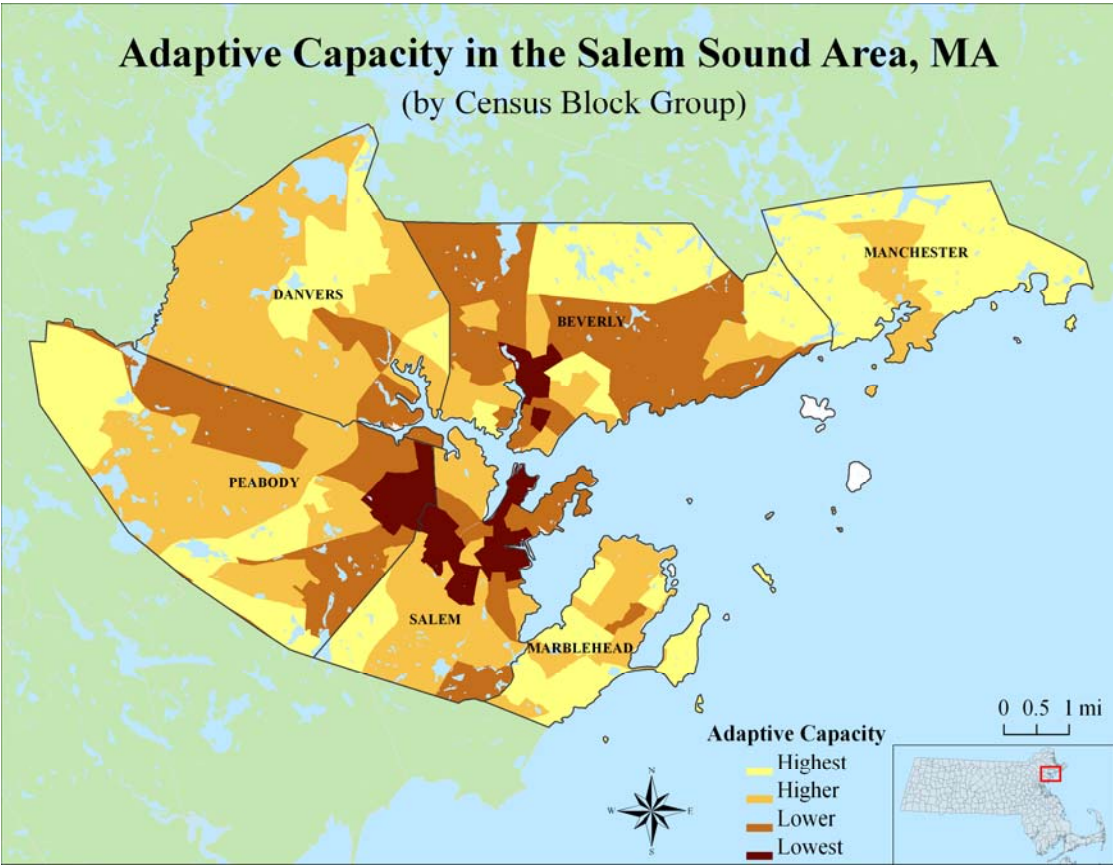 Adaptive Capacity in the Salem Sound Area, MA
(by Census Block Group)
MANCHESTER
DANVERS
BEVERLY
PEABODY
SALEM
MARBLEHEAD
0 0.5 1 mi
Adaptive Capacity
Highest
Higher
Lower
Lowest
N
W E
S